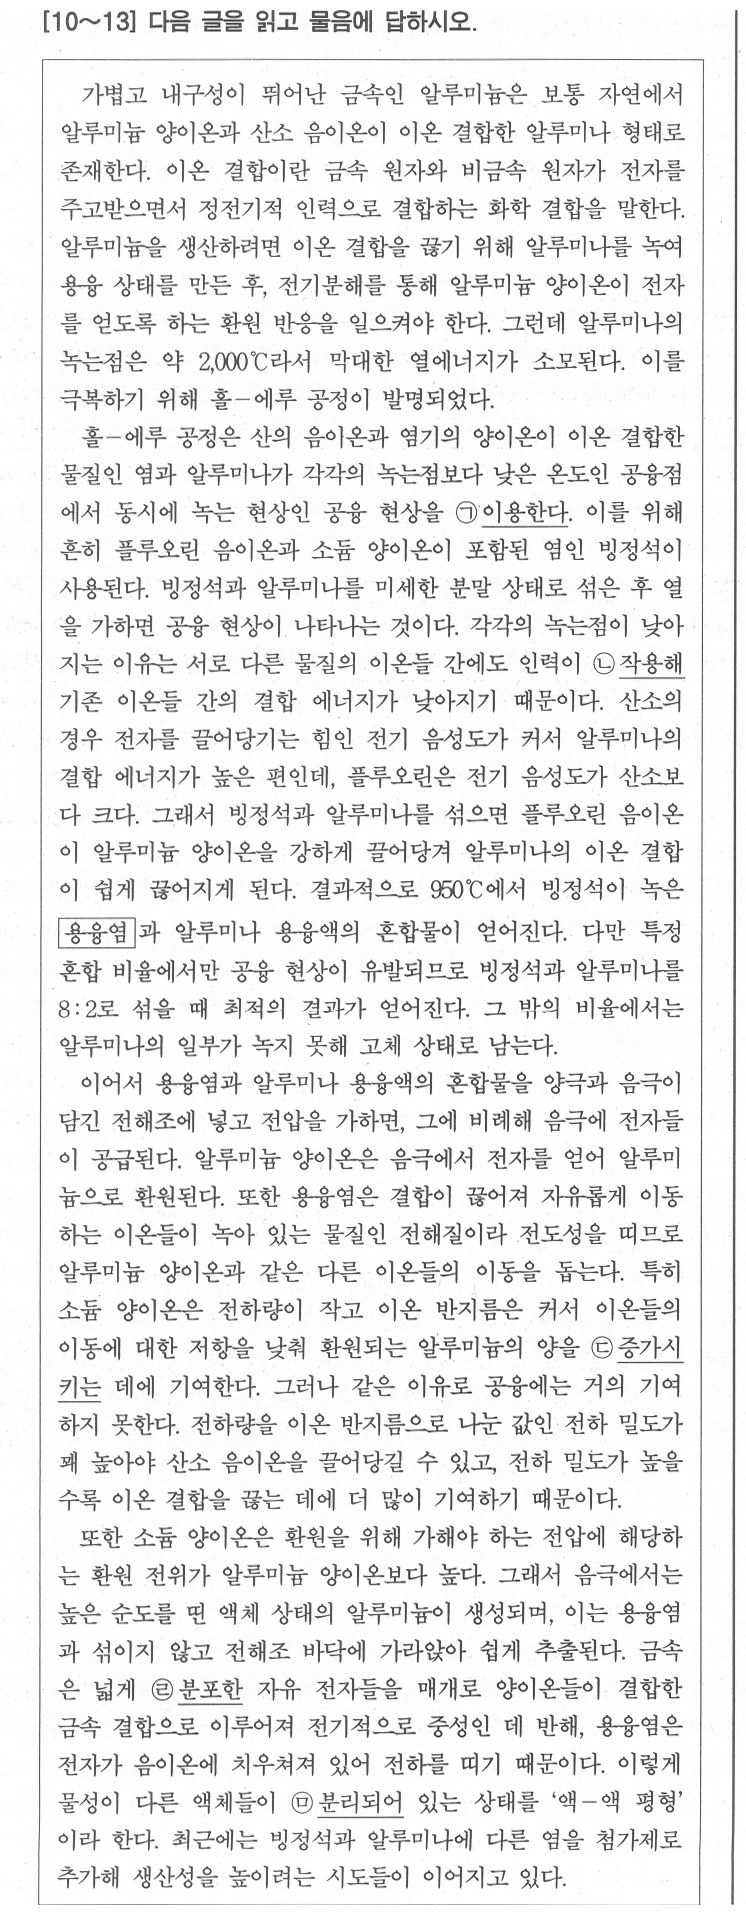 [10~13] 다음 글을 읽고 물음에 답하시오.
가볍고 내구성이 뛰어난 금속인 알루미늄은 보통 자연에서
알루미늄 양이온과 산소 음이온이 이온 결합한 알루미나 형태로
존재한다. 이온 결합이란 금속 원자와 비금속 원자가 전자를
주고받으면서 정전기적 인력으로 결합하는 화학 결합을 말한다.
알루미늄을 생산하려면 이온 결합을 끊기 위해 알루미나를 녹여
용융 상태를 만든 후, 전기분해를 통해 알루미늄 양이온이 전자
를 얻도록 하는 환원 반응을 일으켜야 한다. 그런데 알루미나의
녹는점은 약 2,000℃라서 막대한 열에너지가 소모된다. 이를
극복하기 위해 홀-에루 공정이 발명되었다.
홀-에루 공정은 산의 음이온과 염기의 양이온이 이온 결합한
물질인 염과 알루미나가 각각의 녹는점보다 낮은 온도인 공융점
에서 동시에 녹는 현상인 공융 현상을 ㉠이용한다. 이를 위해
흔히 플루오린 음이온과 소듐 양이온이 포함된 염인 빙정석이
사용된다. 빙정석과 알루미나를 미세한 분말 상태로 섞은 후 열
을 가하면 공융 현상이 나타나는 것이다. 각각의 녹는점이 낮아
지는 이유는 서로 다른 물질의 이온들 간에도 인력이 ㉡작용해
기존 이온들 간의 결합 에너지가 낮아지기 때문이다. 산소의
경우 전자를 끌어당기는 힘인 전기 음성도가 커서 알루미나의
결합 에너지가 높은 편인데, 플루오린은 전기 음성도가 산소보
다 크다. 그래서 빙정석과 알루미나를 섞으면 플루오린 음이온
이 알루미늄 양이온을 강하게 끌어당겨 알루미나의 이온 결합
이 쉽게 끊어지게 된다. 결과적으로 950℃에서 빙정석이 녹은
용융염과 알루미나 용융액의 혼합물이 얻어진다. 다만 특정
혼합 비율에서만 공융 현상이 유발되므로 빙정석과 알루미나를
8:2로 섞을 때 최적의 결과가 얻어진다. 그 밖의 비율에서는
알루미나의 일부가 녹지 못해 고체 상태로 남는다.
이어서 용융염과 알루미나 용융액의 혼합물을 양극과 음극이
담긴 전해조에 넣고 전압을 가하면, 그에 비례해 음극에 전자들
이 공급된다. 알루미늄 양이온은 음극에서 전자를 얻어 알루미
늄으로 환원된다. 또한 용융염은 결합이 끊어져 자유롭게 이동
하는 이온들이 녹아 있는 물질인 전해질이라 전도성을 띠므로
알루미늄 양이온과 같은 다른 이온들의 이동을 돕는다. 특히
소듐 양이온은 전하량이 작고 이온 반지름은 커서 이온들의
이동에 대한 저항을 낮춰 환원되는 알루미늄의 양을 ㉢증가시
키는 데에 기여한다. 그러나 같은 이유로 공융에는 거의 기여
하지 못한다. 전하량을 이온 반지름으로 나눈 값인 전하 밀도가
꽤 높아야 산소 음이온을 끌어당길 수 있고, 전하 밀도가 높을
수록 이온 결합을 끊는 데에 더 많이 기여하기 때문이다.
또한 소듐 양이온은 환원을 위해 가해야 하는 전압에 해당하
는 환원 전위가 알루미늄 양이온보다 높다. 그래서 음극에서는
높은 순도를 띤 액체 상태의 알루미늄이 생성되며, 이는 용융염
과 섞이지 않고 전해조 바닥에 가라앉아 쉽게 추출된다. 금속
은 넓게 ㉣분포한 자유 전자들을 매개로 양이온들이 결합한
금속 결합으로 이루어져 전기적으로 중성인 데 반해, 용융염은
전자가 음이온에 치우쳐져 있어 전하를 띠기 때문이다. 이렇게
물성이 다른 액체들이 ㉤분리되어 있는 상태를 ‘액-액 평형’
이라 한다. 최근에는 빙정석과 알루미나에 다른 염을 첨가제로
추가해 생산성을 높이려는 시도들이 이어지고 있다.